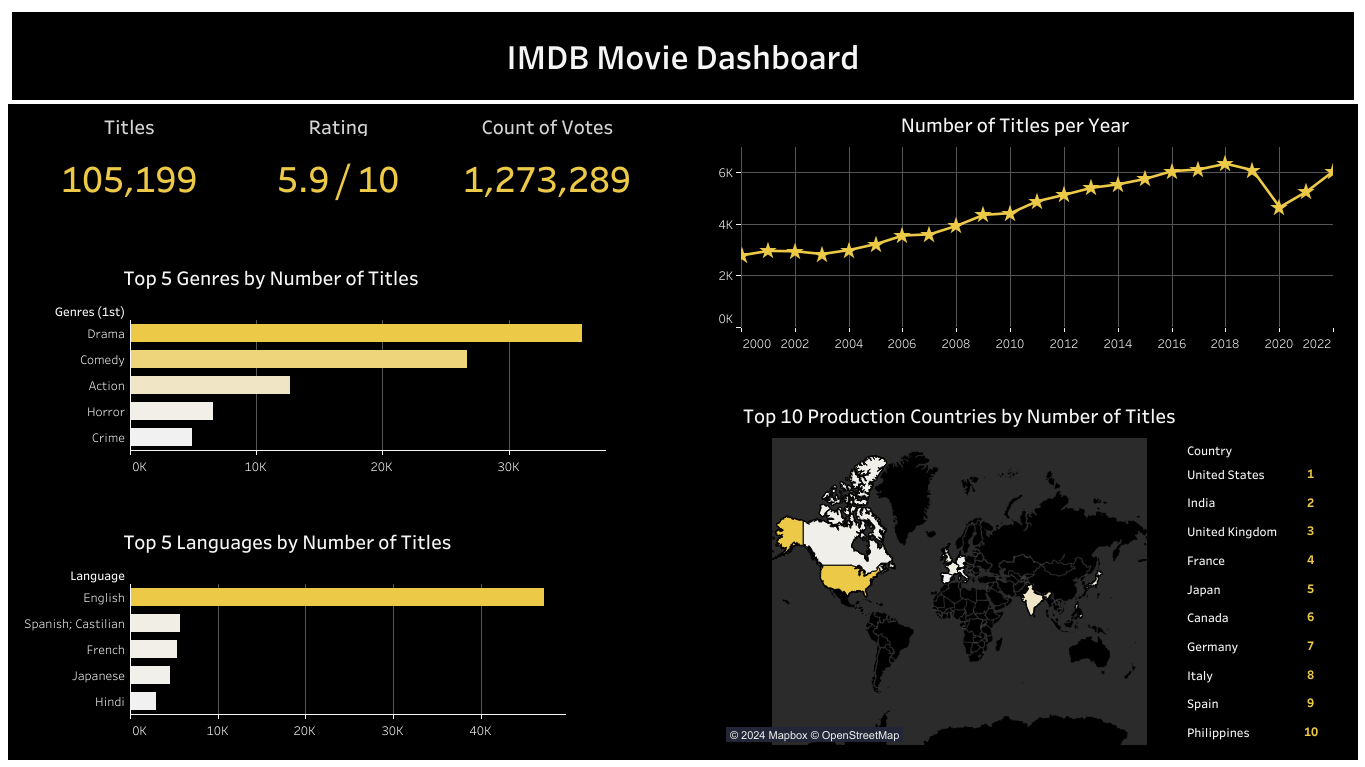 IMDB Movie Dashboard
Titles
Rating
Count of Votes
105,199
5.9 / 10
1,273,289
Top 5 Genres by Number of Titles
Genres (1st)
Drama
Comedy
Action
Horror
Crime
0K 10K 20K 30K
Top 5 Languages by Number of Titles
Language
English
Spanish; Castilian
French
Japanese
Hindi
0K 10K 20K 30K 40K
Number of Titles per Year
6K
4K
2K
0K
2000 2002 2004 2006 2008 2010 2012 2014 2016 2018 2020 2022
Top 10 Production Countries by Number of Titles
© 2024 Mapbox © OpenStreetMap
Country
United States 1
India 2
United Kingdom 3
France 4
Japan 5
Canada 6
Germany 7
Italy 8
Spain 9
Philippines 10